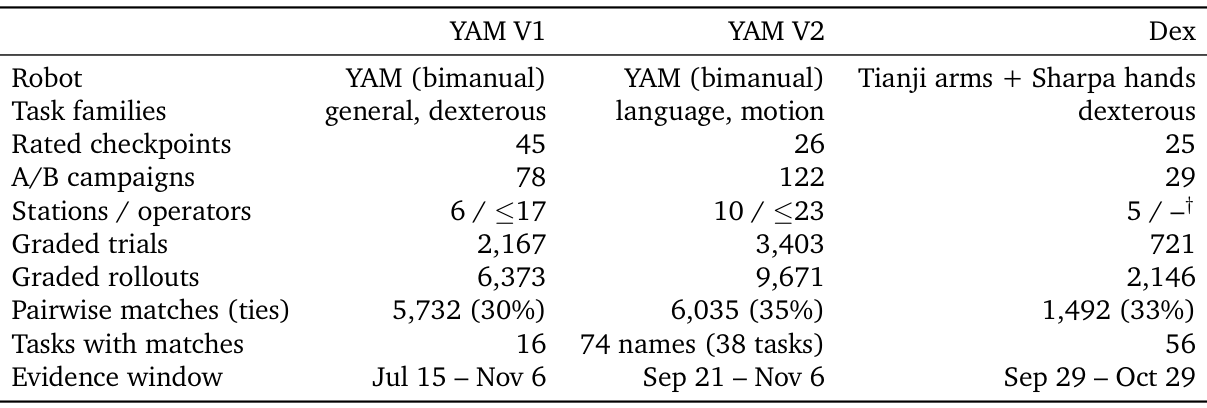 YAM V1 YAM V2 Dex
Robot YAM (bimanual) YAM (bimanual) Tianji arms + Sharpa hands
Task families general, dexterous language, motion dexterous
Rated checkpoints 45 26 25
A/B campaigns 78 122 29
Stations / operators 6 / ≤17 10 / ≤23 5 / –†
Graded trials 2,167 3,403 721
Graded rollouts 6,373 9,671 2,146
Pairwise matches (ties) 5,732 (30%) 6,035 (35%) 1,492 (33%)
Tasks with matches 16 74 names (38 tasks) 56
Evidence window Jul 15 – Nov 6 Sep 21 – Nov 6 Sep 29 – Oct 29